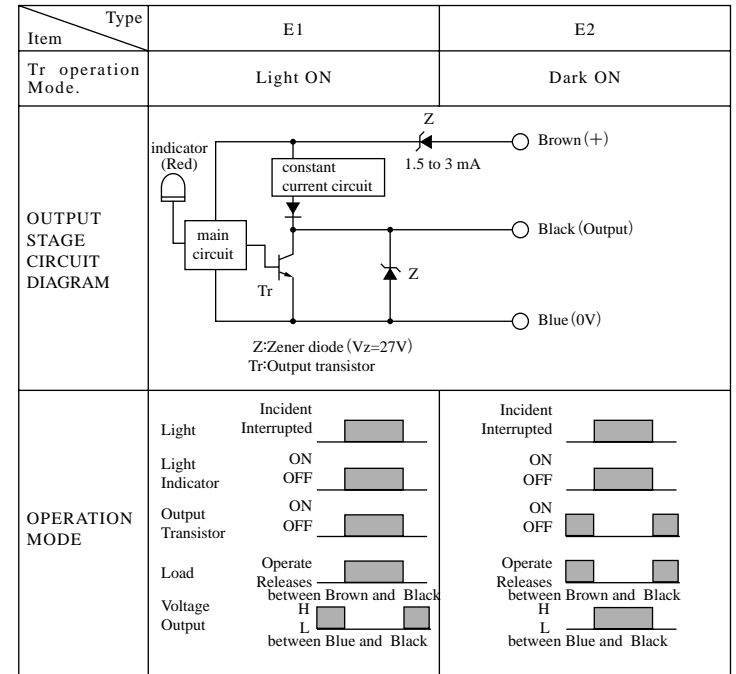 Type
Item
E1
E2
Tr operation
Mode.
Light ON
Dark ON
OUTPUT
STAGE
CIRCUIT
DIAGRAM
indicator
(Red)
constant
current circuit
Z
1.5 to 3 mA
Brown(+)
main
circuit
Tr
Z
Black(Output)
Blue(0V)
Z:Zener diode(Vz=27V)
Tr:Output transistor
OPERATION
MODE
Light
Incident
Interrupted
Light
Indicator
ON
OFF
Output
Transistor
ON
OFF
Load
Operate
Releases
between Brown and Black
Voltage
Output
H
L
between Blue and Black
Incident
Interrupted
ON
OFF
ON
OFF
Operate
Releases
between Brown and Black
H
L
between Blue and Black